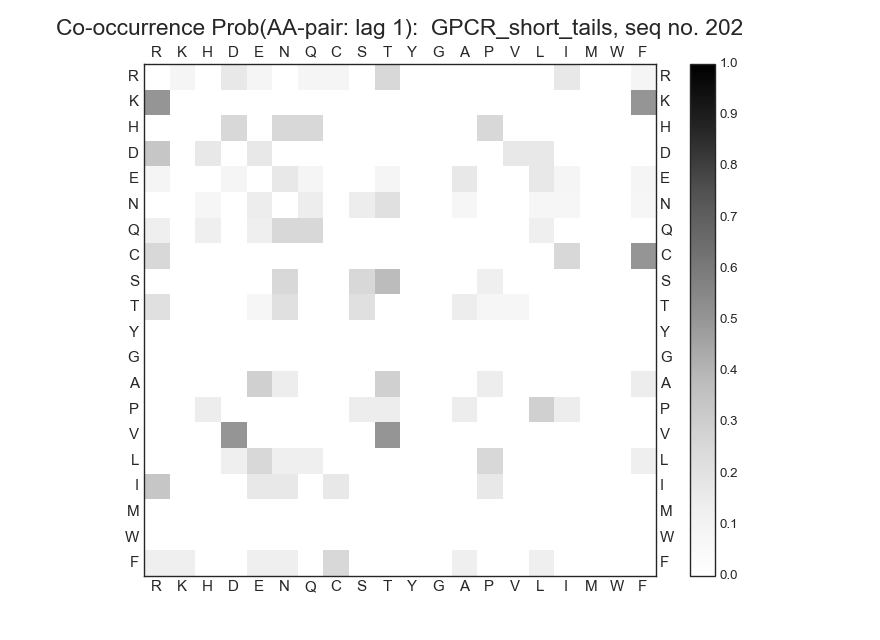 Co-occurrence Prob(AA-pair: lag 1):  GPCR_short_tails, seq no. 202
R K H D E N Q C S T Y G A P V L I M W F
R R 1.0
K K 0.9
H H
D D 0.8
E E
N N 0.7
Q Q
C C 0.6
S S
T T 0.5
Y Y
G G 0.4
A A
P P 0.3
V V
L L 0.2
I I
M M 0.1
W W
F F 0.0
R K H D E N Q C S T Y G A P V L I M W F